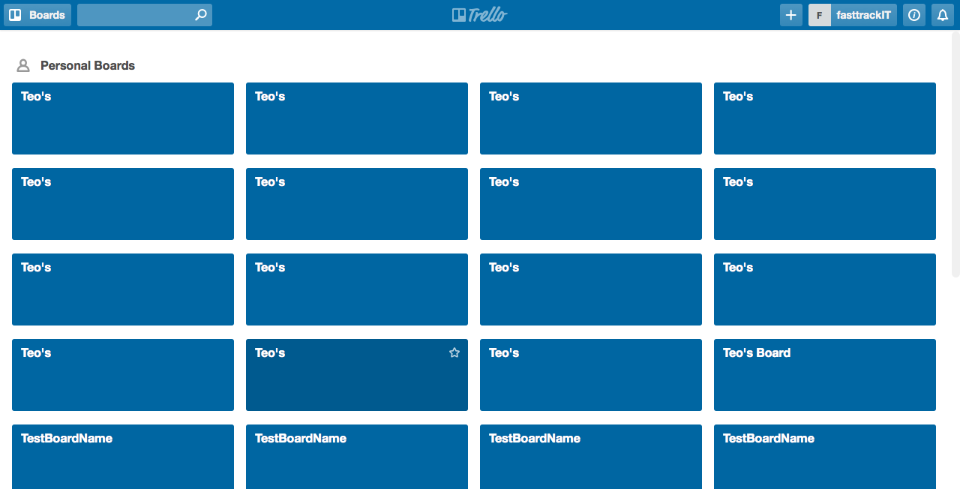 Boards Trello F fasttrackIT
Personal Boards
Teo's Teo's Teo's Teo's
Teo's Teo's Teo's Teo's
Teo's Teo's Teo's Teo's
Teo's Teo's Teo's Teo's Board
TestBoardName TestBoardName TestBoardName TestBoardName